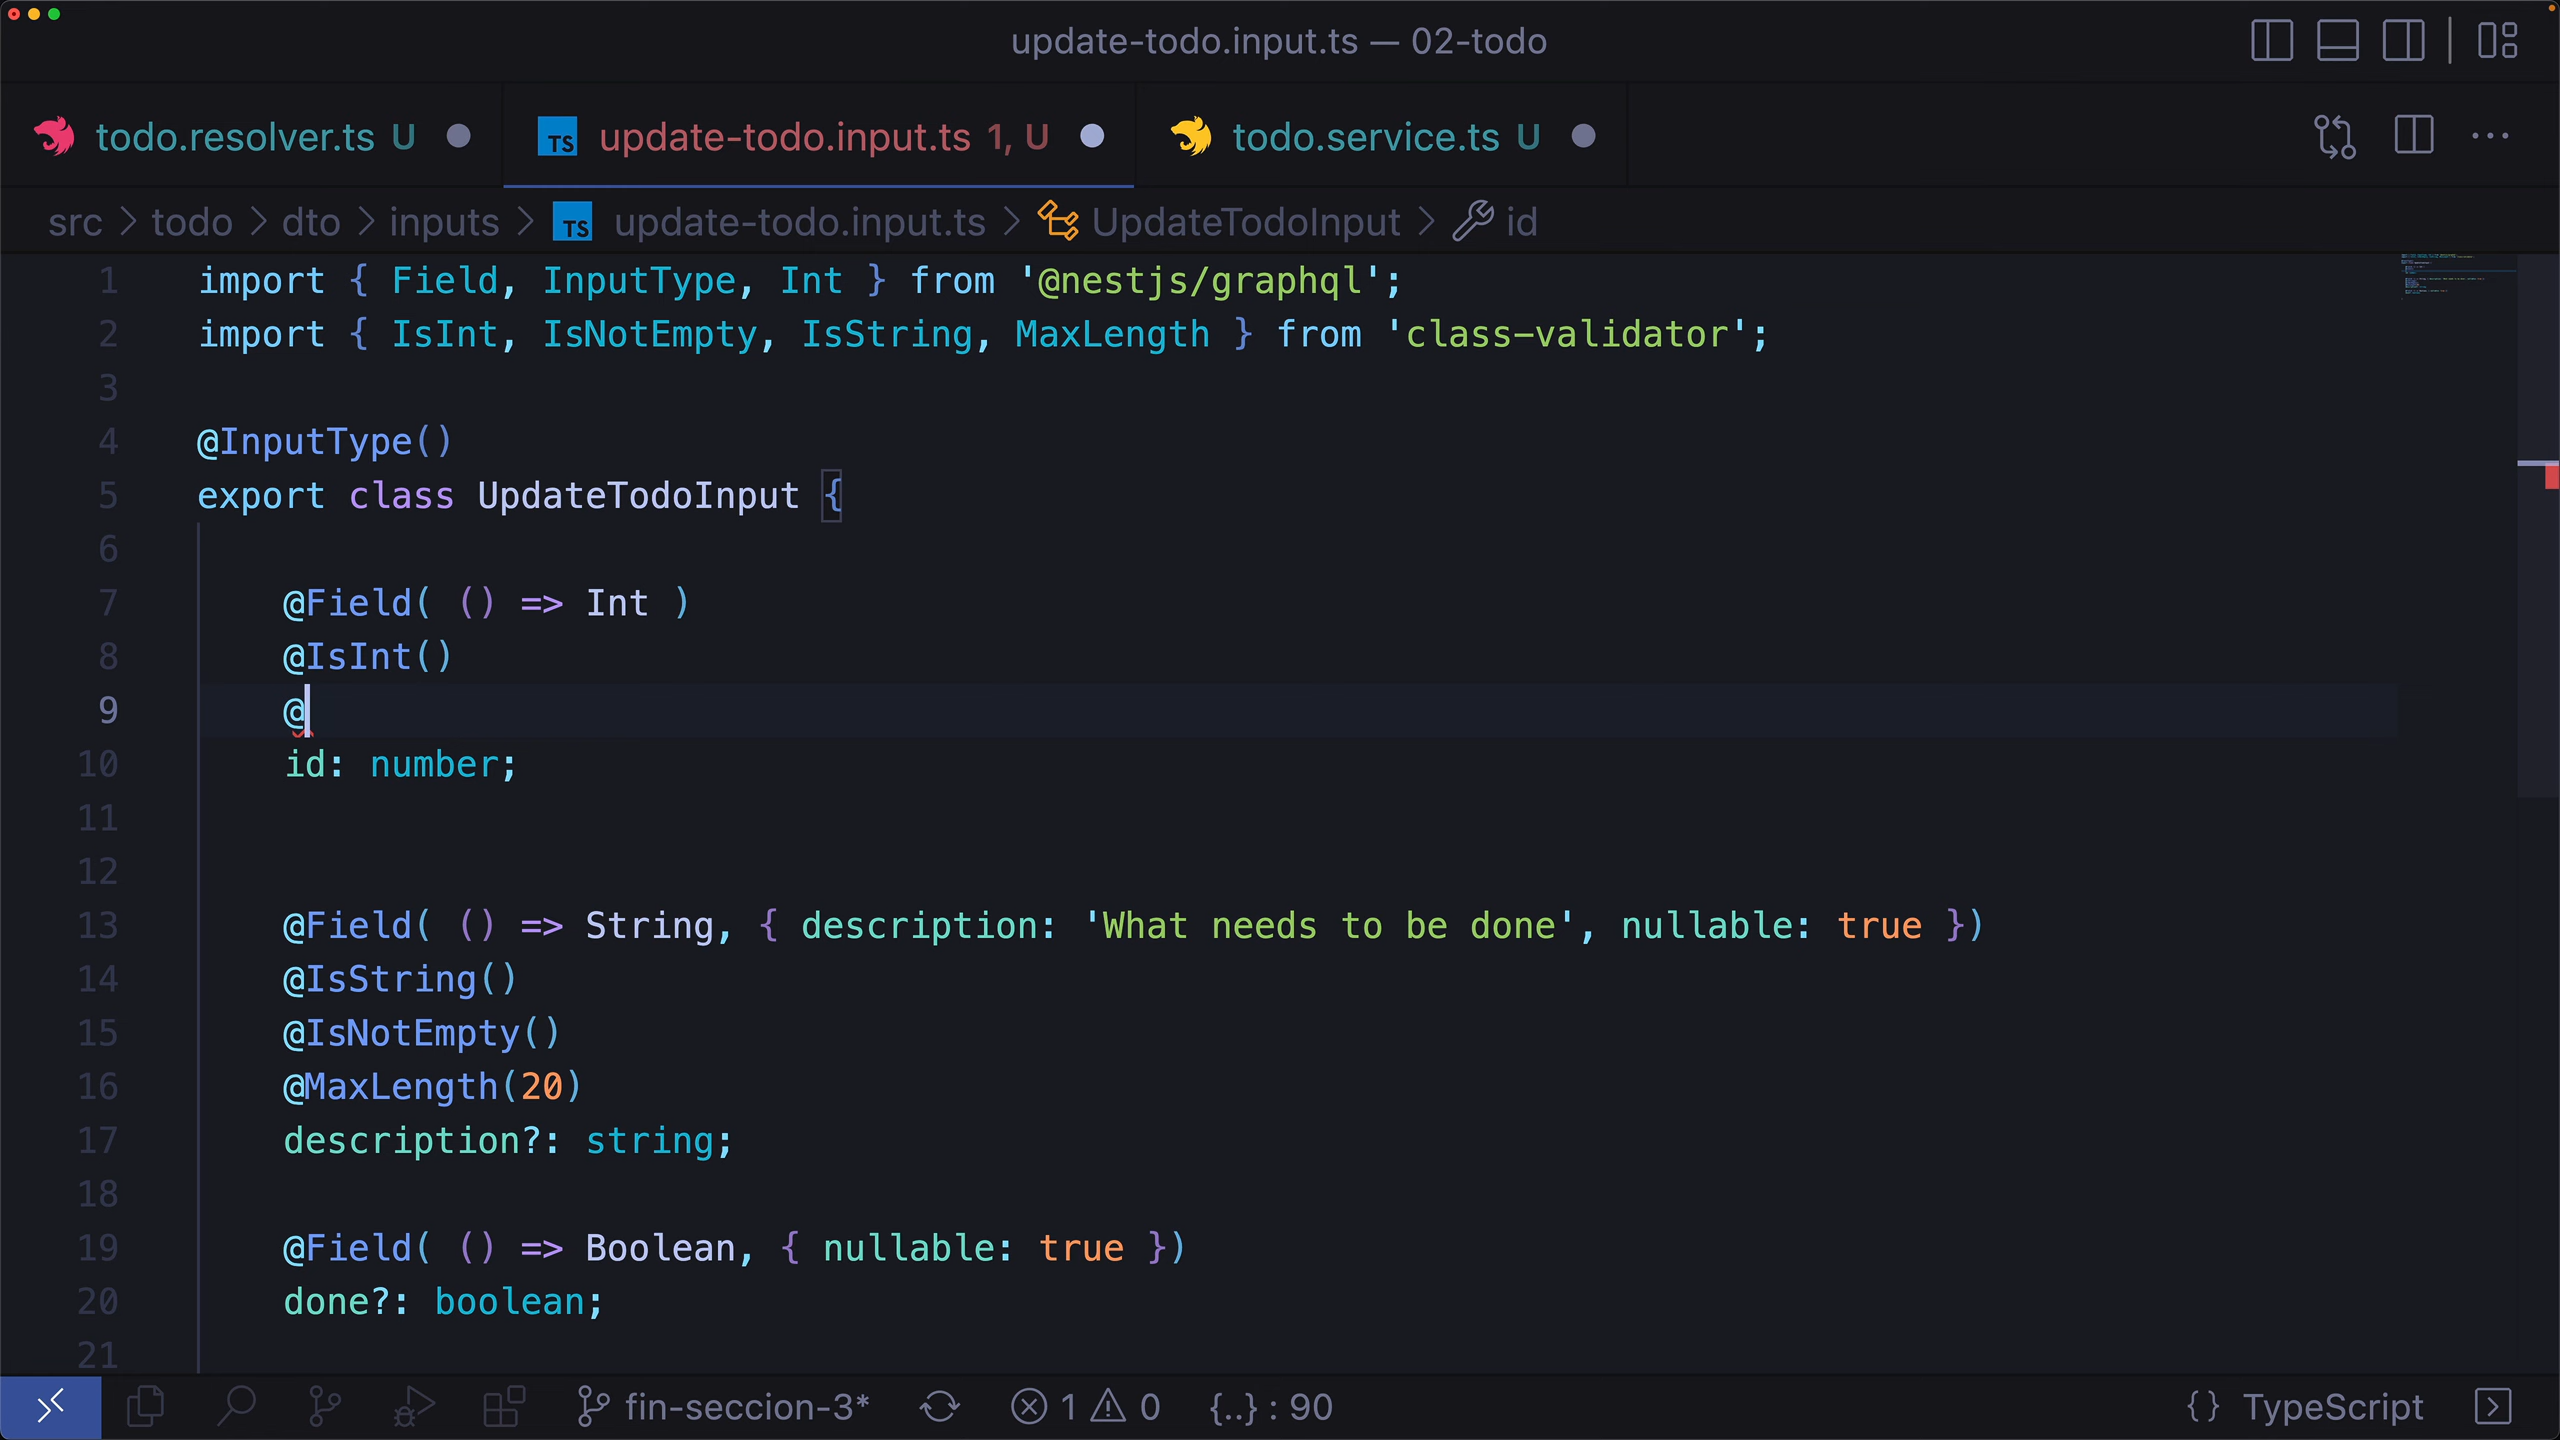 update-todo.input.ts — 02-todo
todo.resolver.ts U
TS update-todo.input.ts 1, U
todo.service.ts U
src > todo > dto > inputs > TS update-todo.input.ts > UpdateTodoInput > id
1 import { Field, InputType, Int } from '@nestjs/graphql';
2 import { IsInt, IsNotEmpty, IsString, MaxLength } from 'class-validator';
3
4 @InputType()
5 export class UpdateTodoInput {
6
7 @Field( () => Int )
8 @IsInt()
9 @
10 id: number;
11
12
13 @Field( () => String, { description: 'What needs to be done', nullable: true })
14 @IsString()
15 @IsNotEmpty()
16 @MaxLength(20)
17 description?: string;
18
19 @Field( () => Boolean, { nullable: true })
20 done?: boolean;
21
fin-seccion-3* 1 0 {..} : 90 {} TypeScript